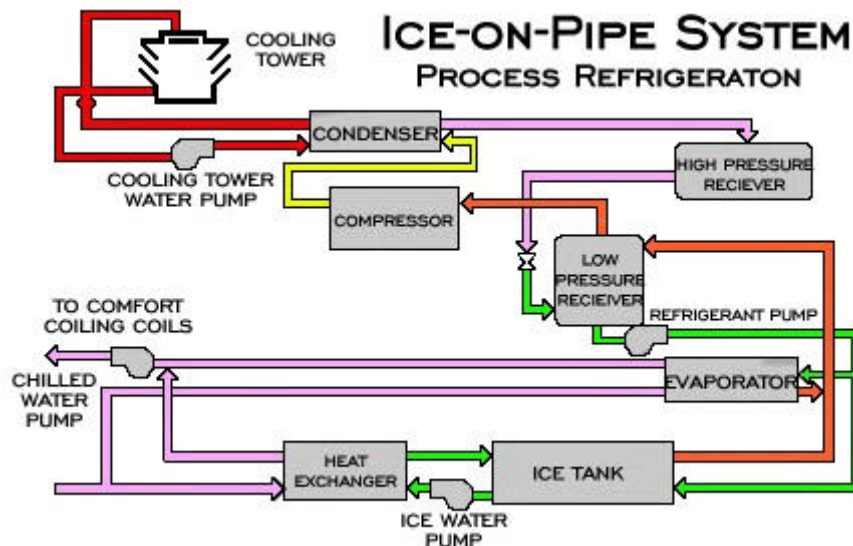 ICE-ON-PIPE SYSTEM
PROCESS REFRIGERATON
COOLING
TOWER
CONDENSER
HIGH PRESSURE
RECIEVER
COOLING TOWER
WATER PUMP
COMPRESSOR
LOW
PRESSURE
RECIEIVER
TO COMFORT
COILING COILS
REFRIGERANT PUMP
CHILLED
WATER
PUMP
EVAPORATOR
HEAT
EXCHANGER
ICE TANK
ICE WATER
PUMP